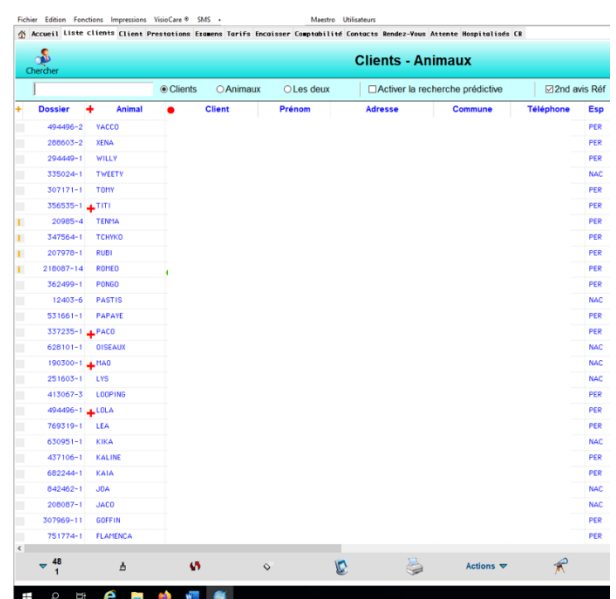 Fichier Edition Fonctions Impressions VisioCare ® SMS - Maestro Utilisateurs
Accueil Liste clients Client Prestations Examens Tarifs Encaisser Comptabilité Contacts Rendez-Vous Attente Hospitalisés CR
Chercher
Clients - Animaux
Clients Animaux Les deux Activer la recherche prédictive 2nd avis Réf
Dossier Animal Client Prénom Adresse Commune Téléphone Esp
494496-2 YACCO PER
288603-2 XENA PER
294449-1 WILLY PER
335024-1 TWEETY NAC
307171-1 TOMY PER
356535-1 TITI PER
20985-4 TENMA PER
347564-1 TCHYKO PER
207978-1 RUBI PER
218087-14 ROMEO PER
362499-1 PONGO PER
12403-6 PASTIS PER
531661-1 PAPAYE PER
337235-1 PACO PER
628101-1 OISEAUX NAC
190300-1 MAO NAC
251603-1 LYS NAC
413067-3 LOOPING PER
494496-1 LOLA PER
769319-1 LEA PER
630951-1 KIKA NAC
437106-1 KALINE PER
682244-1 KAIA PER
842462-1 JOA NAC
208087-1 JACO NAC
307969-11 GOFFIN PER
751774-1 FLAMENCA PER
48
1
Actions